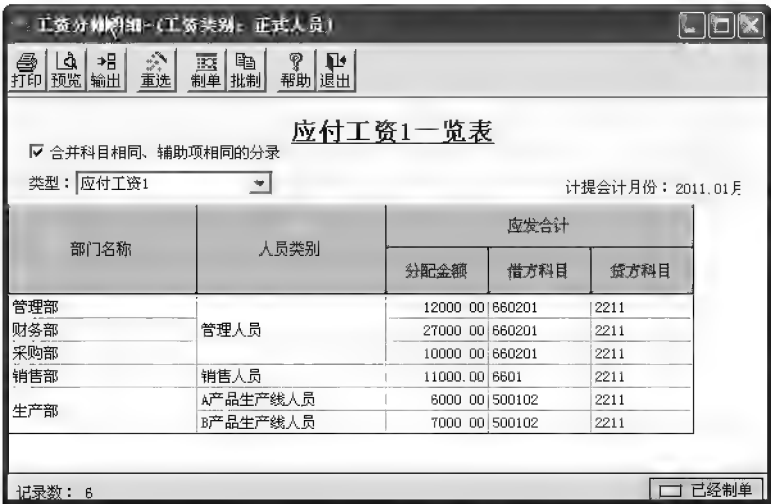 工资分摊明细-(工资类别：正式人员)
打印 预览 输出 重选 制单 批制 帮助 退出
应付工资1一览表
合并科目相同、辅助项相同的分录
类型：应付工资1
计提会计月份：2011.01月
部门名称 人员类别 应发合计
分配金额 借方科目 贷方科目
管理部 管理人员 12000 00 660201 2211
财务部 27000 00 660201 2211
采购部 10000 00 660201 2211
销售部 销售人员 11000.00 6601 2211
生产部 A产品生产线人员 6000 00 500102 2211
B产品生产线人员 7000 00 500102 2211
记录数： 6
已经制单